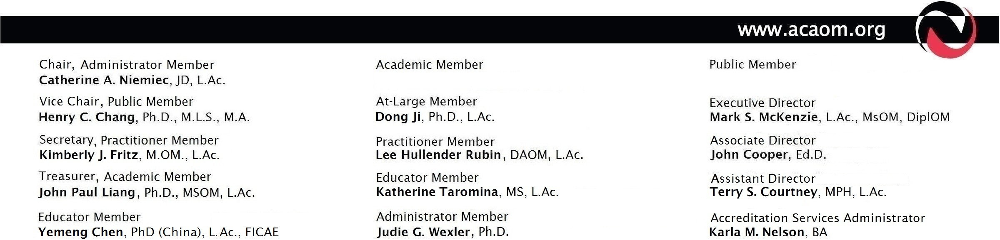 www.acaom.org
Chair, Administrator Member
Catherine A. Niemiec, JD, L.Ac.
Vice Chair, Public Member
Henry C. Chang, Ph.D., M.L.S., M.A.
Secretary, Practitioner Member
Kimberly J. Fritz, M.OM., L.Ac.
Treasurer, Academic Member
John Paul Liang, Ph.D., MSOM, L.Ac.
Educator Member
Yemeng Chen, PhD (China), L.Ac., FICAE
Academic Member
At-Large Member
Dong Ji, Ph.D., L.Ac.
Practitioner Member
Lee Hullender Rubin, DAOM, L.Ac.
Educator Member
Katherine Taromina, MS, L.Ac.
Administrator Member
Judie G. Wexler, Ph.D.
Public Member
Executive Director
Mark S. McKenzie, L.Ac., MsOM, DiplOM
Associate Director
John Cooper, Ed.D.
Assistant Director
Terry S. Courtney, MPH, L.Ac.
Accreditation Services Administrator
Karla M. Nelson, BA